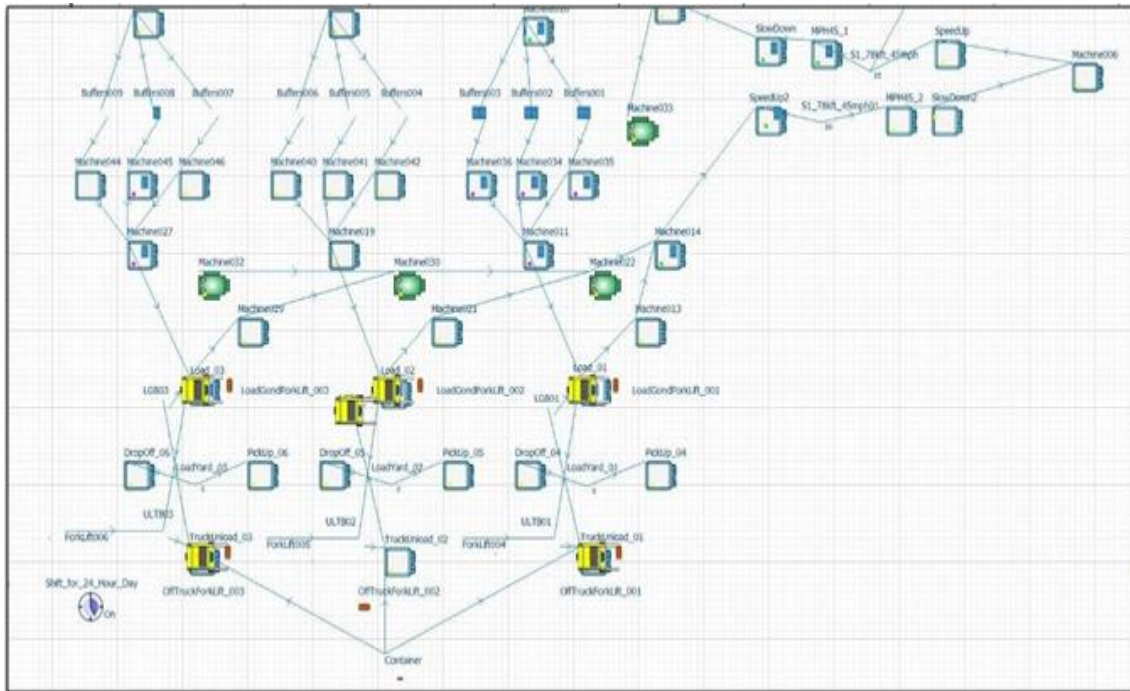 SlowDown
MPH45_1
SpeedUp
S1_78kft_45mph
Machine006
Buffers009 Buffers008 Buffers007
Buffers006 Buffers005 Buffers004
Buffers003 Buffers002 Buffers001
Machine033
SpeedUp2
S1_78kft_45mph01
MPH45_2
SlowDown2
Machine044 Machine045 Machine046
Machine040 Machine041 Machine042
Machine036 Machine034 Machine035
Machine027
Machine019
Machine011
Machine014
Machine032
Machine030
Machine022
Machine029
Machine021
Machine013
Load_03
Load_02
Load_01
LGB03
LoadGondForkLift_003
LoadGondForkLift_002
LGB01
LoadGondForkLift_001
DropOff_06
LoadYard_03
PickUp_06
DropOff_05
LoadYard_02
PickUp_05
DropOff_04
LoadYard_01
PickUp_04
ULTB03
ULTB02
ULTB01
ForkLift006
TruckUnload_03
ForkLift005
TruckUnload_02
ForkLift004
TruckUnload_01
Shift_for_24_Hour_Day
On
OffTruckForkLift_003
OffTruckForkLift_002
OffTruckForkLift_001
Container